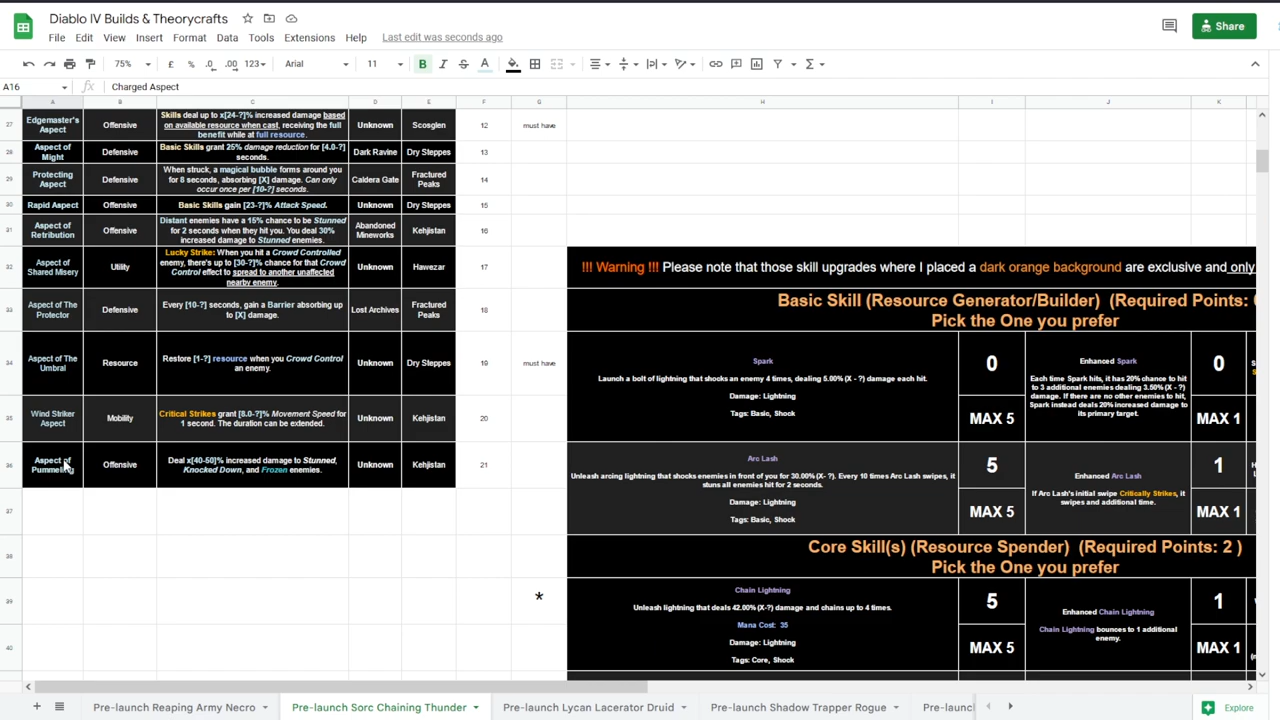 Diablo IV Builds & Theorycrafts
File Edit View Insert Format Data Tools Extensions Help Last edit was seconds ago
Share
75% £ % .0 .00 123 Arial 11 B I S A
A16 fx Charged Aspect
A B C D E F G H I J K
27 Edgemaster's Aspect Offensive Skills deal up to x[24-?]% increased damage based on available resource when cast, receiving the full benefit while at full resource. Unknown Scosglen 12 must have
28 Aspect of Might Defensive Basic Skills grant 25% damage reduction for [4.0-?] seconds. Dark Ravine Dry Steppes 13
29 Protecting Aspect Defensive When struck, a magical bubble forms around you for 8 seconds, absorbing [X] damage. Can only occur once per [10-?] seconds. Caldera Gate Fractured Peaks 14
30 Rapid Aspect Offensive Basic Skills gain [23-?]% Attack Speed. Unknown Dry Steppes 15
31 Aspect of Retribution Offensive Distant enemies have a 15% chance to be Stunned for 2 seconds when they hit you. You deal 30% increased damage to Stunned enemies. Abandoned Mineworks Kehjistan 16
32 Aspect of Shared Misery Utility Lucky Strike: When you hit a Crowd Controlled enemy, there's up to [30-?]% chance for that Crowd Control effect to spread to another unaffected nearby enemy. Unknown Hawezar 17
33 Aspect of The Protector Defensive Every [10-?] seconds, gain a Barrier absorbing up to [X] damage. Lost Archives Fractured Peaks 18
34 Aspect of The Umbral Resource Restore [1-?] resource when you Crowd Control an enemy. Unknown Dry Steppes 19 must have
35 Wind Striker Aspect Mobility Critical Strikes grant [8.0-?]% Movement Speed for 1 second. The duration can be extended. Unknown Kehjistan 20
36 Aspect of Pummeling Offensive Deal x[40-50]% increased damage to Stunned, Knocked Down, and Frozen enemies. Unknown Kehjistan 21
37
38
39 *
40
!!! Warning !!! Please note that those skill upgrades where I placed a dark orange background are exclusive and only
Basic Skill (Resource Generator/Builder) (Required Points:
Pick the One you prefer
Spark
Launch a bolt of lightning that shocks an enemy 4 times, dealing 5.00% (X - ?) damage each hit.
Damage: Lightning
Tags: Basic, Shock
0
MAX 5
Enhanced Spark
Each time Spark hits, it has 20% chance to hit
to 3 additional enemies dealing 3.50% (X - ?)
damage. If there are no other enemies to hit,
Spark instead deals 20% increased damage to
its primary target.
0
MAX 1
Arc Lash
Unleash arcing lightning that shocks enemies in front of you for 30.00% (X- ?). Every 10 times Arc Lash swipes, it
stuns all enemies hit for 2 seconds.
Damage: Lightning
Tags: Basic, Shock
5
MAX 5
Enhanced Arc Lash
If Arc Lash's initial swipe Critically Strikes, it
swipes and additional time.
1
MAX 1
Core Skill(s) (Resource Spender) (Required Points: 2 )
Pick the One you prefer
Chain Lightning
Unleash lightning that deals 42.00% (X-?) damage and chains up to 4 times.
Mana Cost: 35
Damage: Lightning
Tags: Core, Shock
5
MAX 5
Enhanced Chain Lightning
Chain Lightning bounces to 1 additional
enemy.
1
MAX 1
Pre-launch Reaping Army Necro Pre-launch Sorc Chaining Thunder Pre-launch Lycan Lacerator Druid Pre-launch Shadow Trapper Rogue Explore